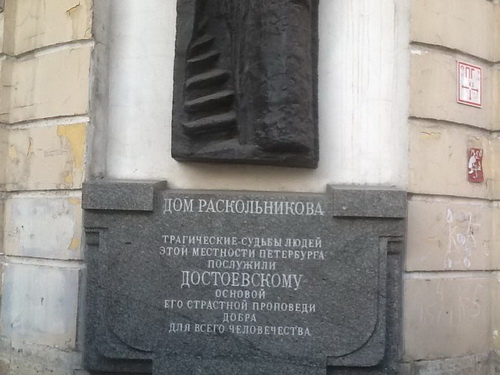 ДОМ РАСКОЛЬНИКОВА
ТРАГИЧЕСКИЕ СУДЬБЫ ЛЮДЕЙ
ЭТОЙ МЕСТНОСТИ ПЕТЕРБУРГА
ПОСЛУЖИЛИ
ДОСТОЕВСКОМУ
ОСНОВОЙ
ЕГО СТРАСТНОЙ ПРОПОВЕДИ
ДОБРА
ДЛЯ ВСЕГО ЧЕЛОВЕЧЕСТВА